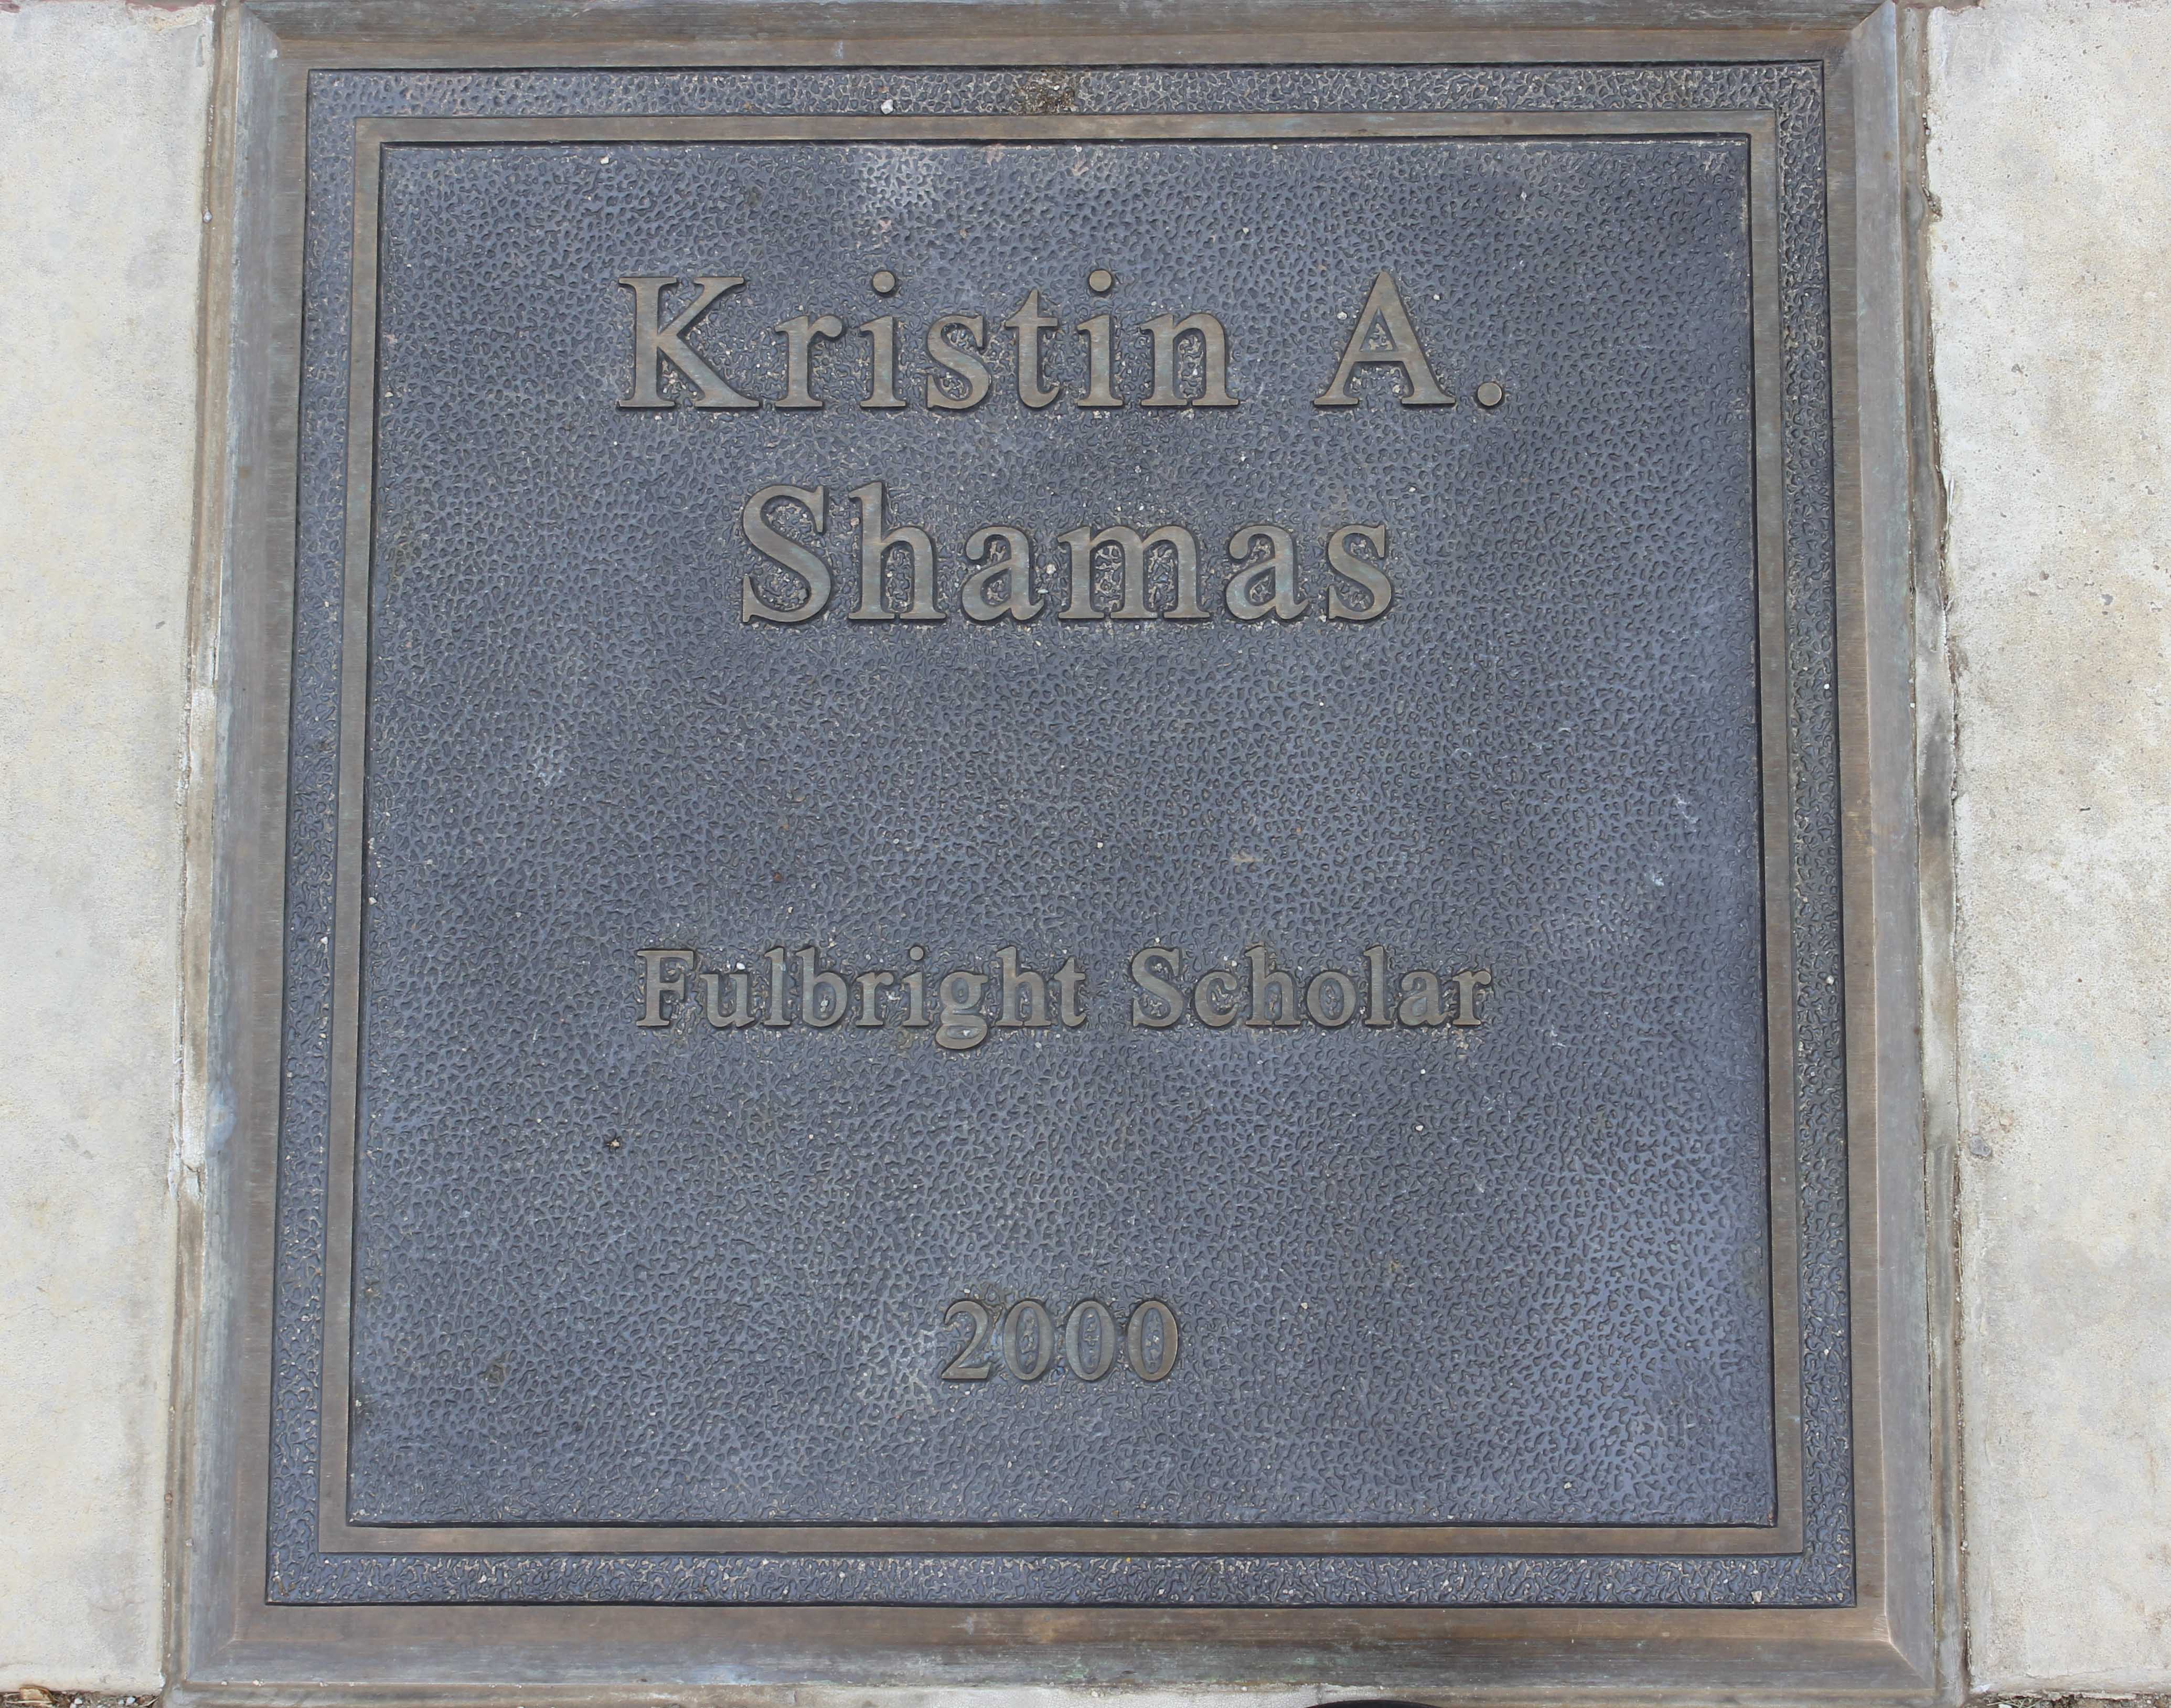 Kristin A.
Shamas
Fulbright Scholar
2000